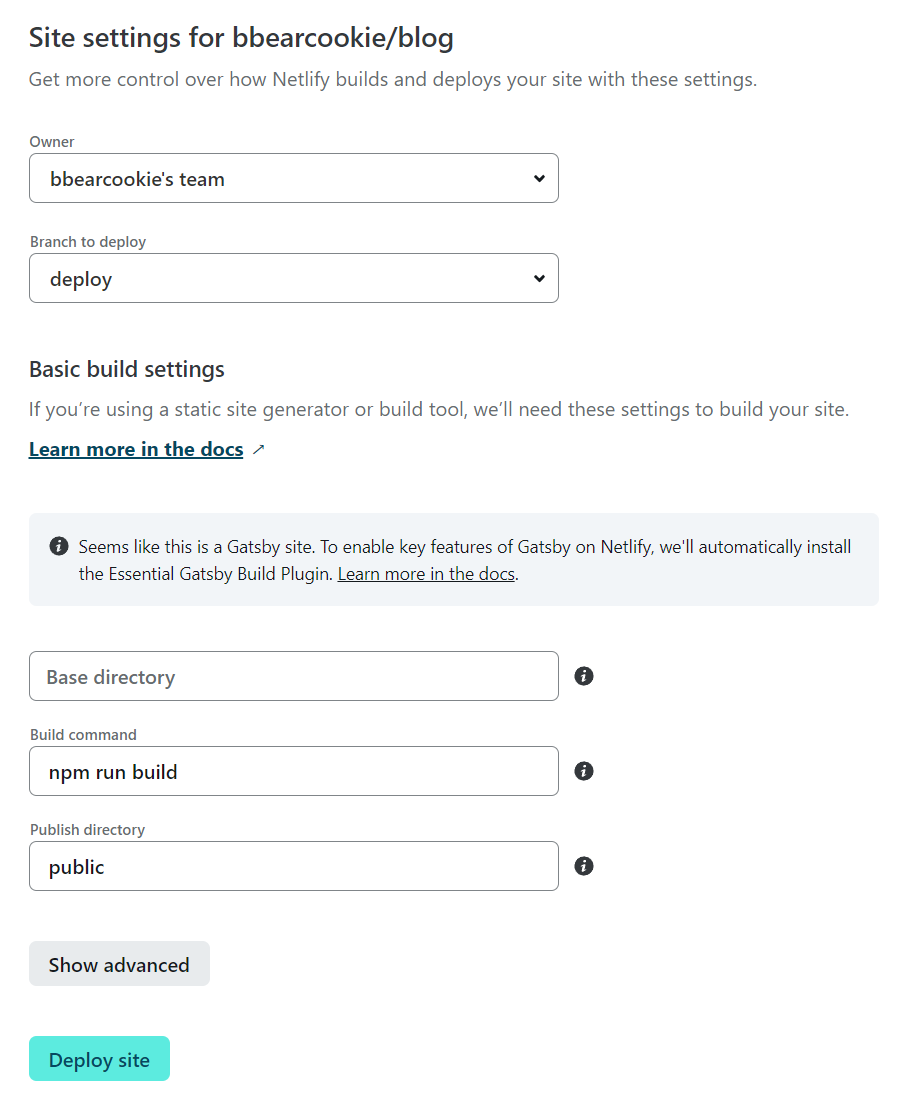 Site settings for bbearcookie/blog
Get more control over how Netlify builds and deploys your site with these settings.
Owner
bbearcookie's team
Branch to deploy
deploy
Basic build settings
If you’re using a static site generator or build tool, we’ll need these settings to build your site.
Learn more in the docs ↗
Seems like this is a Gatsby site. To enable key features of Gatsby on Netlify, we'll automatically install
the Essential Gatsby Build Plugin. Learn more in the docs.
Base directory
Build command
npm run build
Publish directory
public
Show advanced
Deploy site